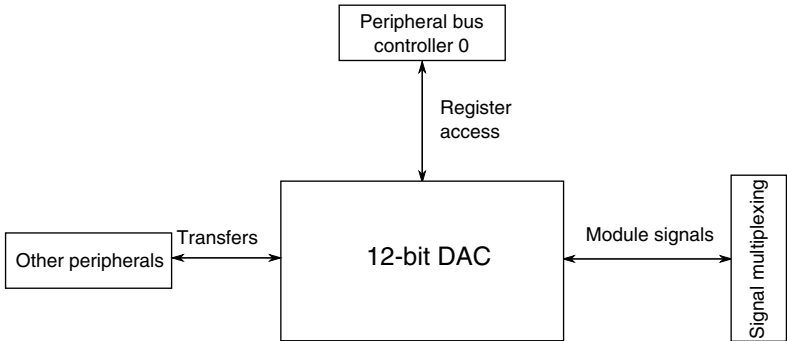 Peripheral bus
controller 0
Register
access
Transfers
Other peripherals
12-bit DAC
Module signals
Signal multiplexing